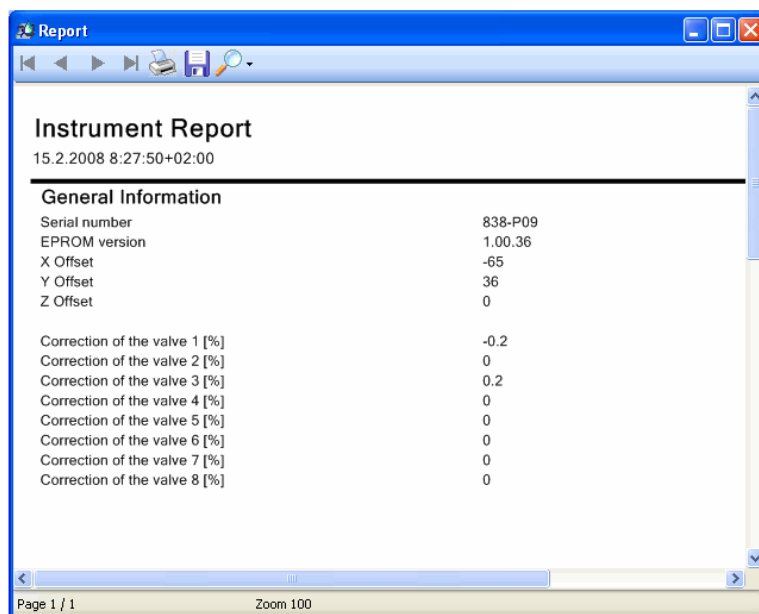 Report
Instrument Report
15.2.2008 8:27:50+02:00
General Information
Serial number 838-P09
EPROM version 1.00.36
X Offset -65
Y Offset 36
Z Offset 0
Correction of the valve 1 [%] -0.2
Correction of the valve 2 [%] 0
Correction of the valve 3 [%] 0.2
Correction of the valve 4 [%] 0
Correction of the valve 5 [%] 0
Correction of the valve 6 [%] 0
Correction of the valve 7 [%] 0
Correction of the valve 8 [%] 0
Page 1 / 1 Zoom 100